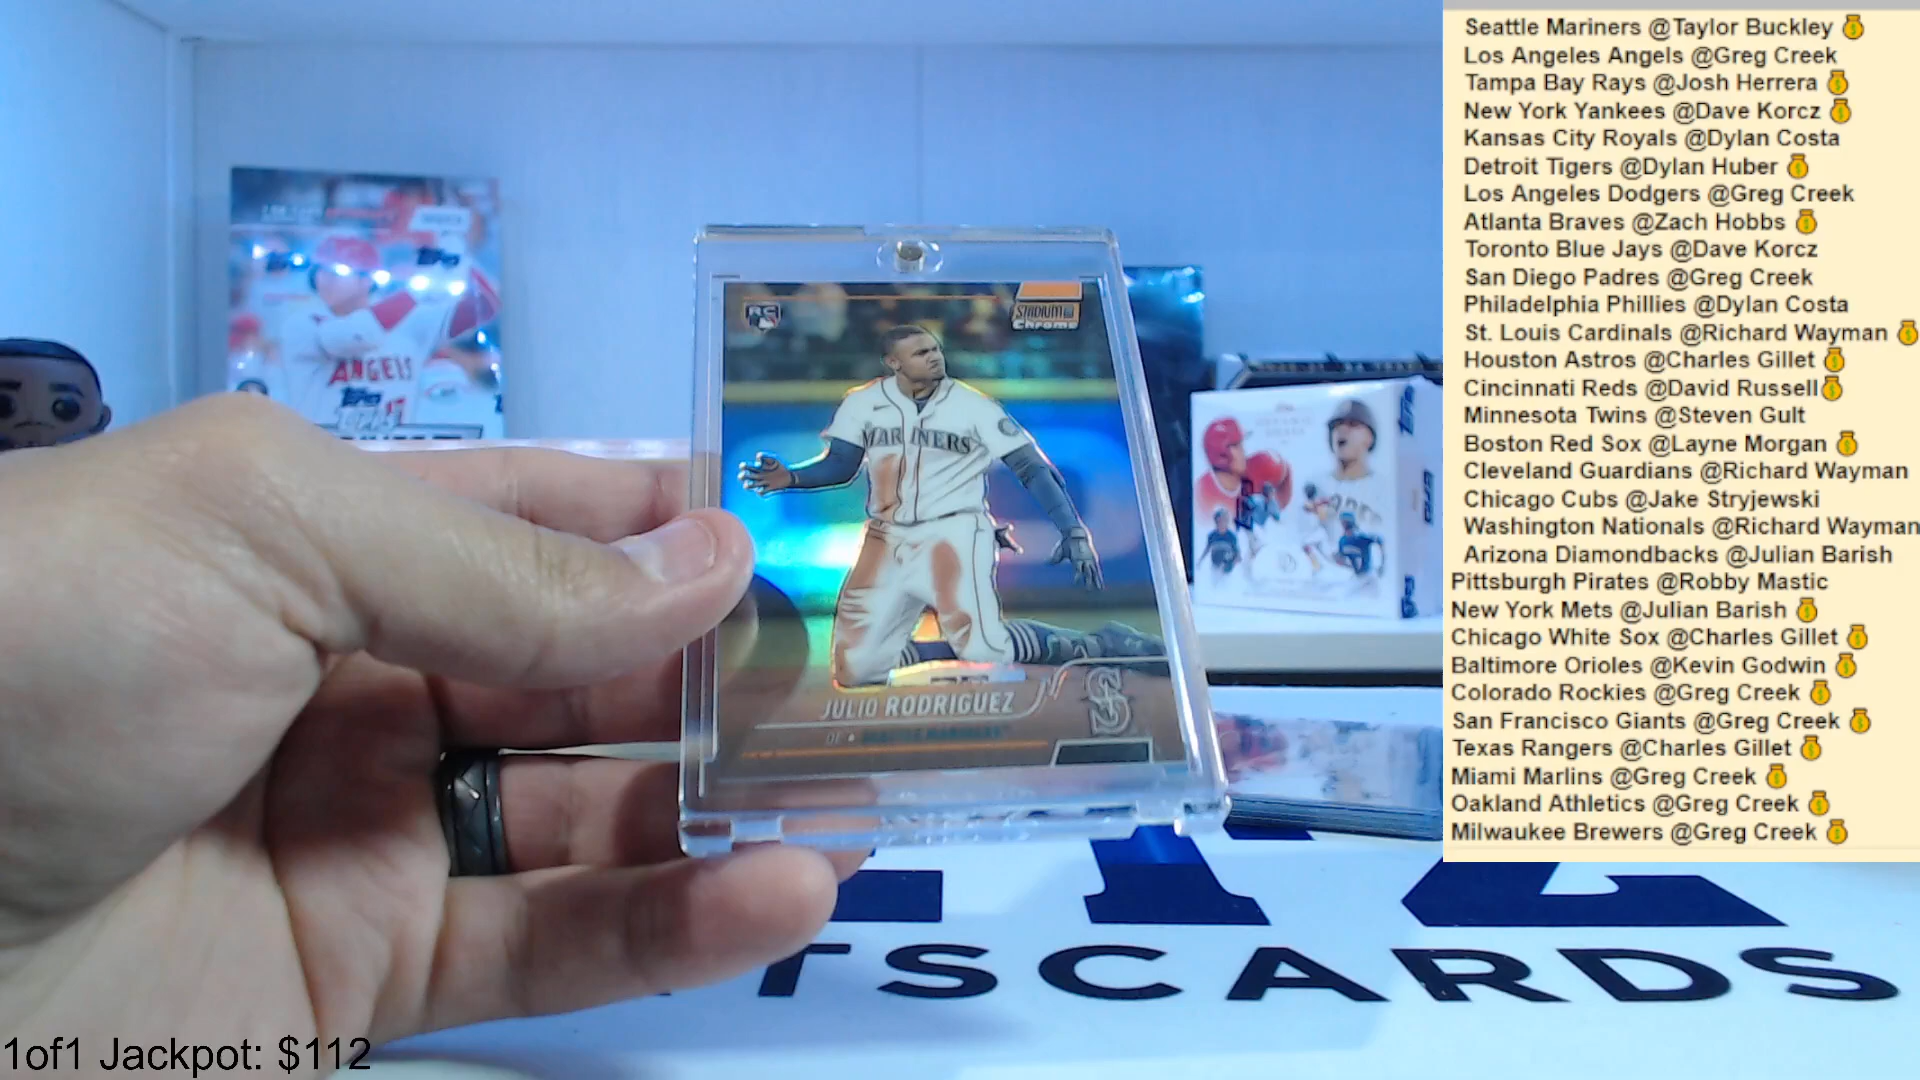 Seattle Mariners @Taylor Buckley
Los Angeles Angels @Greg Creek
Tampa Bay Rays @Josh Herrera
New York Yankees @Dave Korcz
Kansas City Royals @Dylan Costa
Detroit Tigers @Dylan Huber
Los Angeles Dodgers @Greg Creek
Atlanta Braves @Zach Hobbs
Toronto Blue Jays @Dave Korcz
San Diego Padres @Greg Creek
Philadelphia Phillies @Dylan Costa
St. Louis Cardinals @Richard Wayman
Houston Astros @Charles Gillet
Cincinnati Reds @David Russell
Minnesota Twins @Steven Gult
Boston Red Sox @Layne Morgan
Cleveland Guardians @Richard Wayman
Chicago Cubs @Jake Stryjewski
Washington Nationals @Richard Wayman
Arizona Diamondbacks @Julian Barish
Pittsburgh Pirates @Robby Mastic
New York Mets @Julian Barish
Chicago White Sox @Charles Gillet
Baltimore Orioles @Kevin Godwin
Colorado Rockies @Greg Creek
San Francisco Giants @Greg Creek
Texas Rangers @Charles Gillet
Miami Marlins @Greg Creek
Oakland Athletics @Greg Creek
Milwaukee Brewers @Greg Creek
RC
STADIUM
Chrome
MARINERS
JULIO RODRIGUEZ
OF • SEATTLE MARINERS
S
ANGELS
Topps
Topps
Topps
TSCARDS
1of1 Jackpot: $112